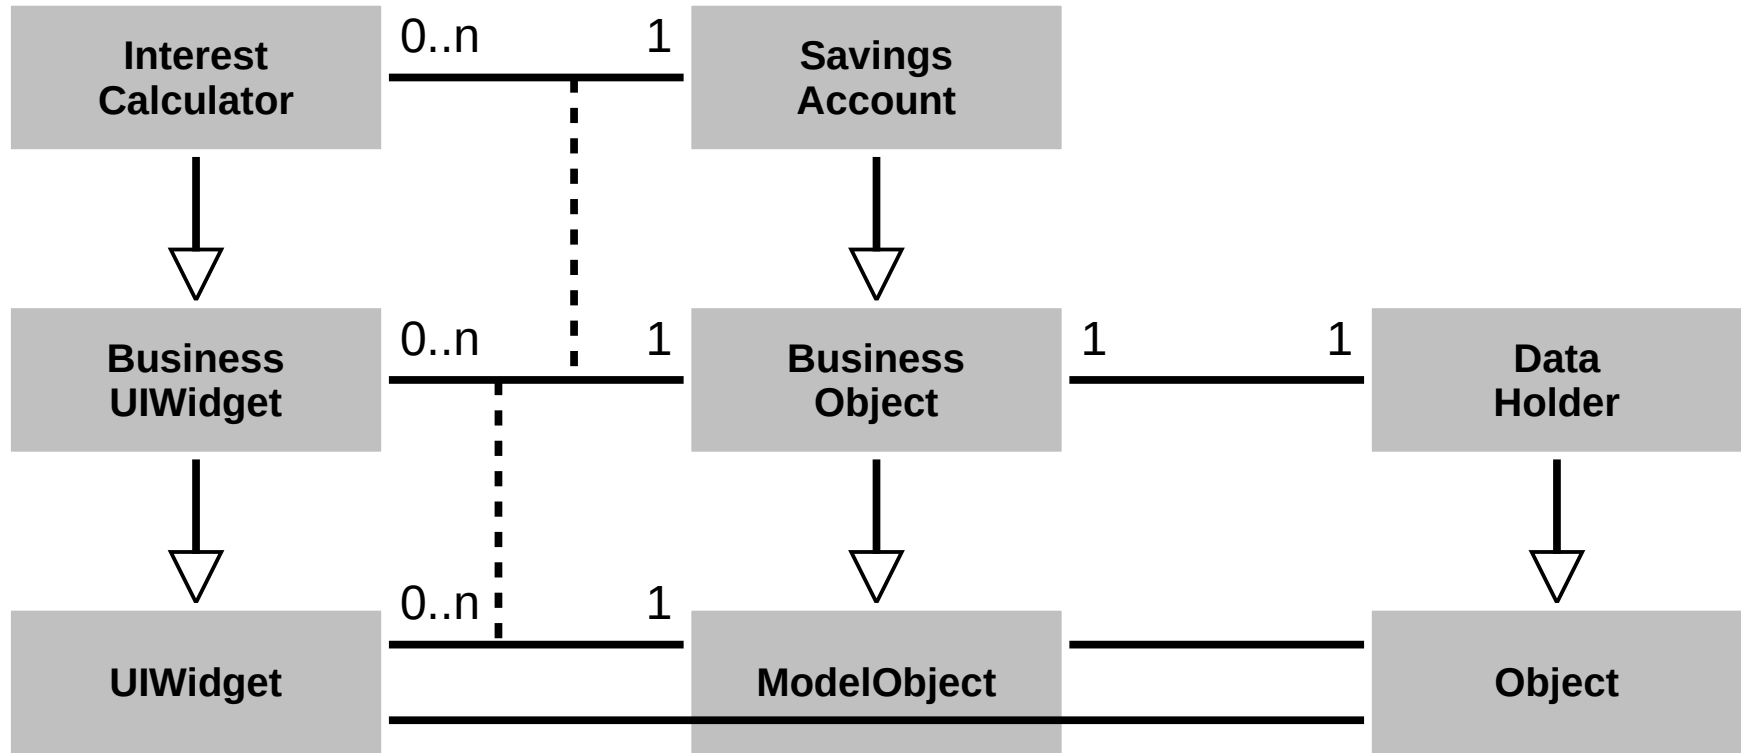 Interest
Calculator
0..n
1
Savings
Account
Business
UIWidget
0..n
1
Business
Object
1
1
Data
Holder
UIWidget
0..n
1
ModelObject
Object